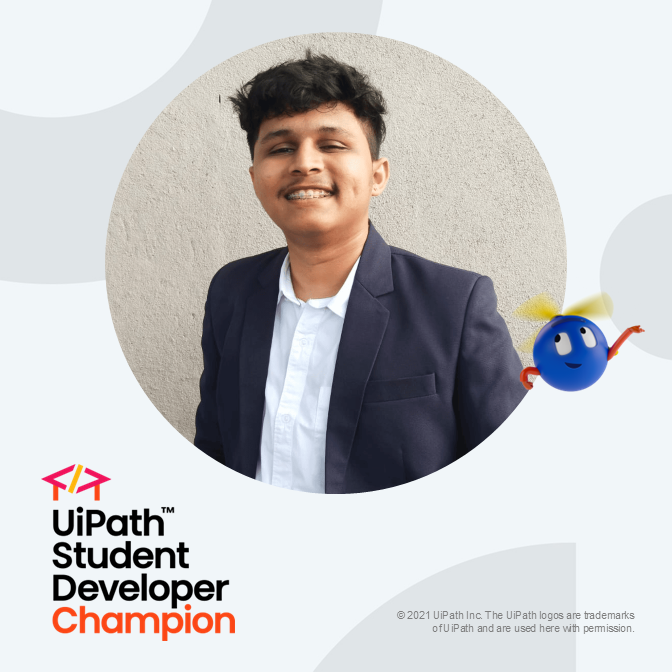 UiPath™
Student
Developer
Champion
© 2021 UiPath Inc. The UiPath logos are trademarks
of UiPath and are used here with permission.